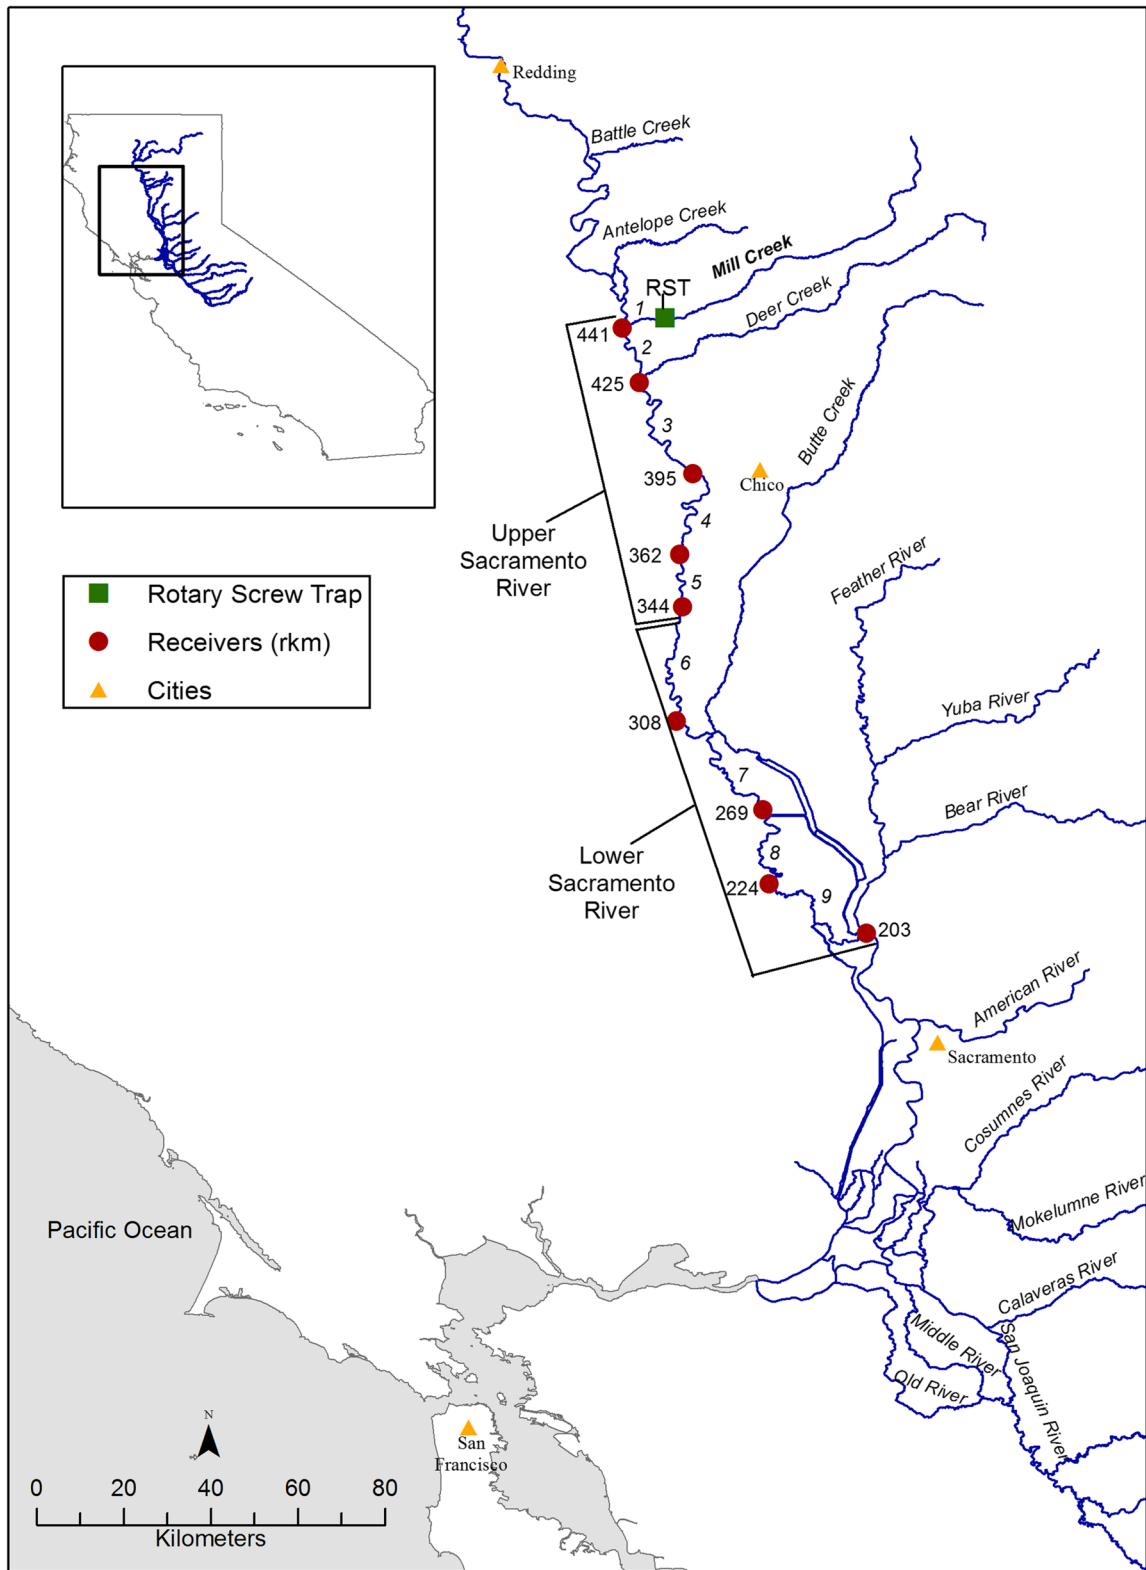 Redding
Battle Creek
Antelope Creek
Mill Creek
RST
Deer Creek
1
441
2
425
3
Butte Creek
395
Chico
4
Upper
Sacramento
River
362
5
344
Feather River
Rotary Screw Trap
Receivers (rkm)
Cities
6
308
Yuba River
7
269
Bear River
8
Lower
Sacramento
River
224
9
203
American River
Sacramento
Cosumnes River
Pacific Ocean
Mokelumne River
Calaveras River
Middle River
San Joaquin River
Old River
N
San
Francisco
0 20 40 60 80
Kilometers